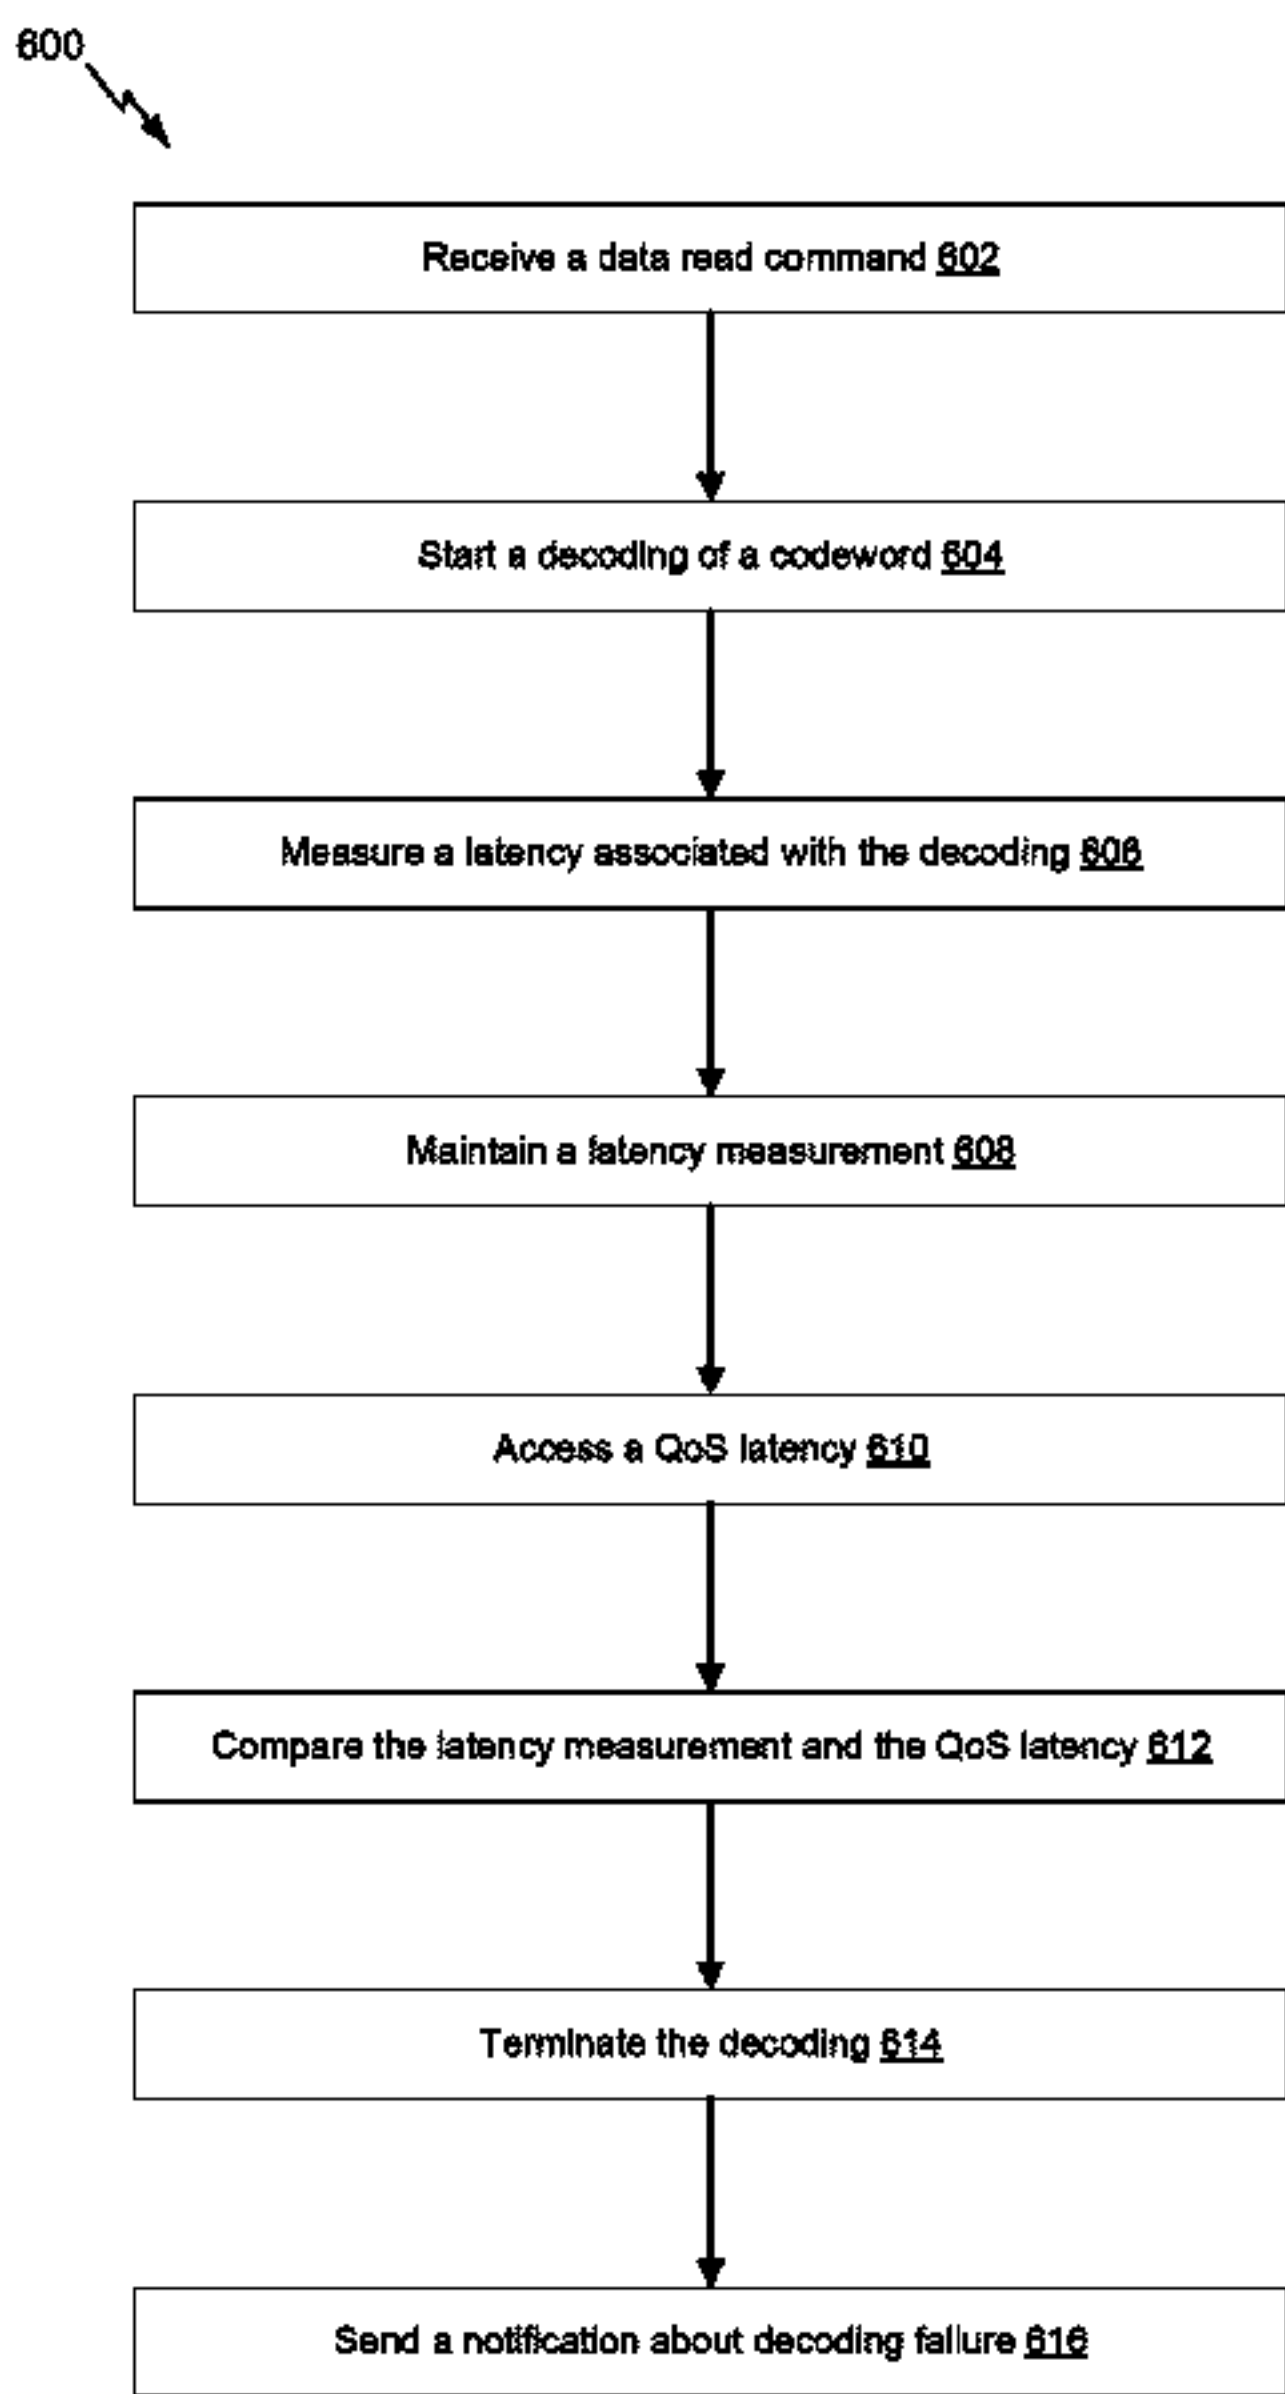 600
Receive a data read command 602
Start a decoding of a codeword 604
Measure a latency associated with the decoding 606
Maintain a latency measurement 608
Access a QoS latency 610
Compare the latency measurement and the QoS latency 612
Terminate the decoding 614
Send a notification about decoding failure 616